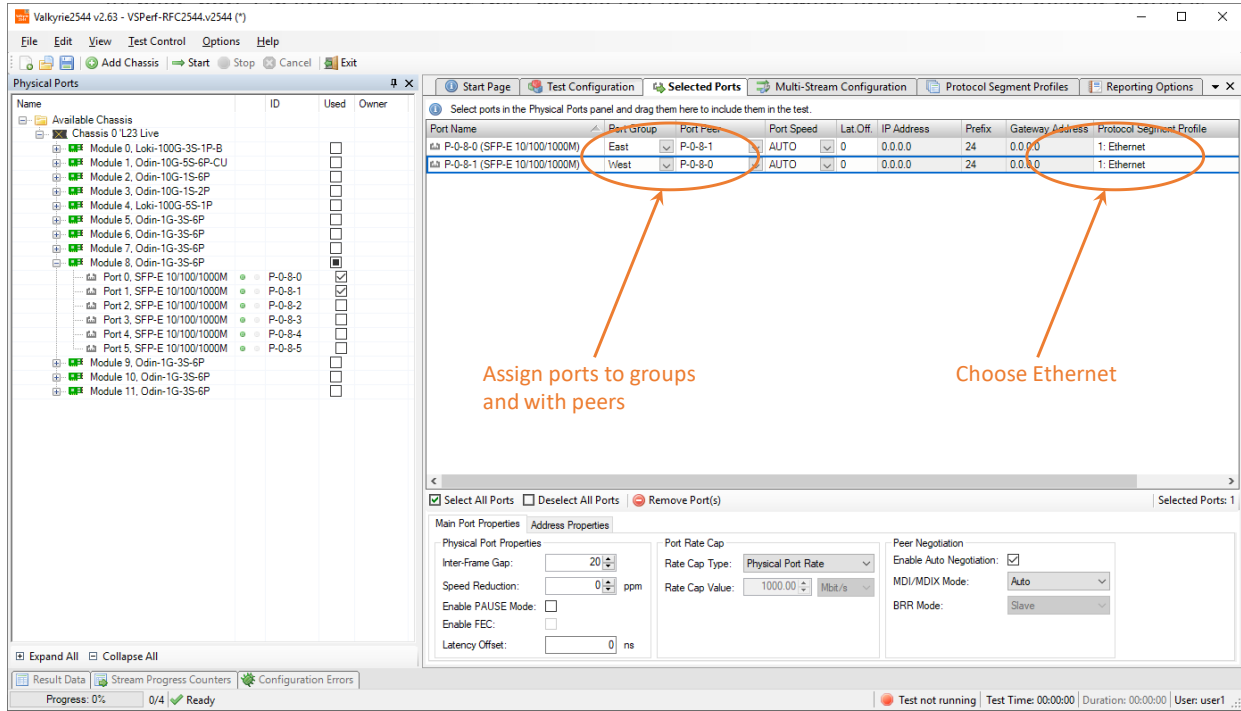 Valkyrie2544 v2.63 - VSPerf-RFC2544.v2544 (*)
File Edit View Test Control Options Help
Add Chassis Start Stop Cancel Exit
Physical Ports
Name ID Used Owner
Available Chassis
Chassis 0 'L23 Live
Module 0, Loki-100G-3S-1P-B
Module 1, Odin-10G-5S-6P-CU
Module 2, Odin-10G-1S-6P
Module 3, Odin-10G-1S-2P
Module 4, Loki-100G-5S-1P
Module 5, Odin-1G-3S-6P
Module 6, Odin-1G-3S-6P
Module 7, Odin-1G-3S-6P
Module 8, Odin-1G-3S-6P
Port 0, SFP-E 10/100/1000M P-0-8-0
Port 1, SFP-E 10/100/1000M P-0-8-1
Port 2, SFP-E 10/100/1000M P-0-8-2
Port 3, SFP-E 10/100/1000M P-0-8-3
Port 4, SFP-E 10/100/1000M P-0-8-4
Port 5, SFP-E 10/100/1000M P-0-8-5
Module 9, Odin-1G-3S-6P
Module 10, Odin-1G-3S-6P
Module 11, Odin-1G-3S-6P
Expand All Collapse All
Start Page Test Configuration Selected Ports Multi-Stream Configuration Protocol Segment Profiles Reporting Options
Select ports in the Physical Ports panel and drag them here to include them in the test.
Port Name Port Group Port Peer Port Speed Lat.Off. IP Address Prefix Gateway Address Protocol Segment Profile
P-0-8-0 (SFP-E 10/100/1000M) East P-0-8-1 AUTO 0 0.0.0.0 24 0.0.0.0 1: Ethernet
P-0-8-1 (SFP-E 10/100/1000M) West P-0-8-0 AUTO 0 0.0.0.0 24 0.0.0.0 1: Ethernet
Assign ports to groups
and with peers
Choose Ethernet
Select All Ports Deselect All Ports Remove Port(s) Selected Ports: 1
Main Port Properties Address Properties
Physical Port Properties
Inter-Frame Gap: 20
Speed Reduction: 0 ppm
Enable PAUSE Mode:
Enable FEC:
Latency Offset: 0 ns
Port Rate Cap
Rate Cap Type: Physical Port Rate
Rate Cap Value: 1000.00 Mbit/s
Peer Negotiation
Enable Auto Negotiation:
MDI/MDIX Mode: Auto
BRR Mode: Slave
Result Data Stream Progress Counters Configuration Errors
Progress: 0% 0/4 Ready Test not running Test Time: 00:00:00 Duration: 00:00:00 User: user1